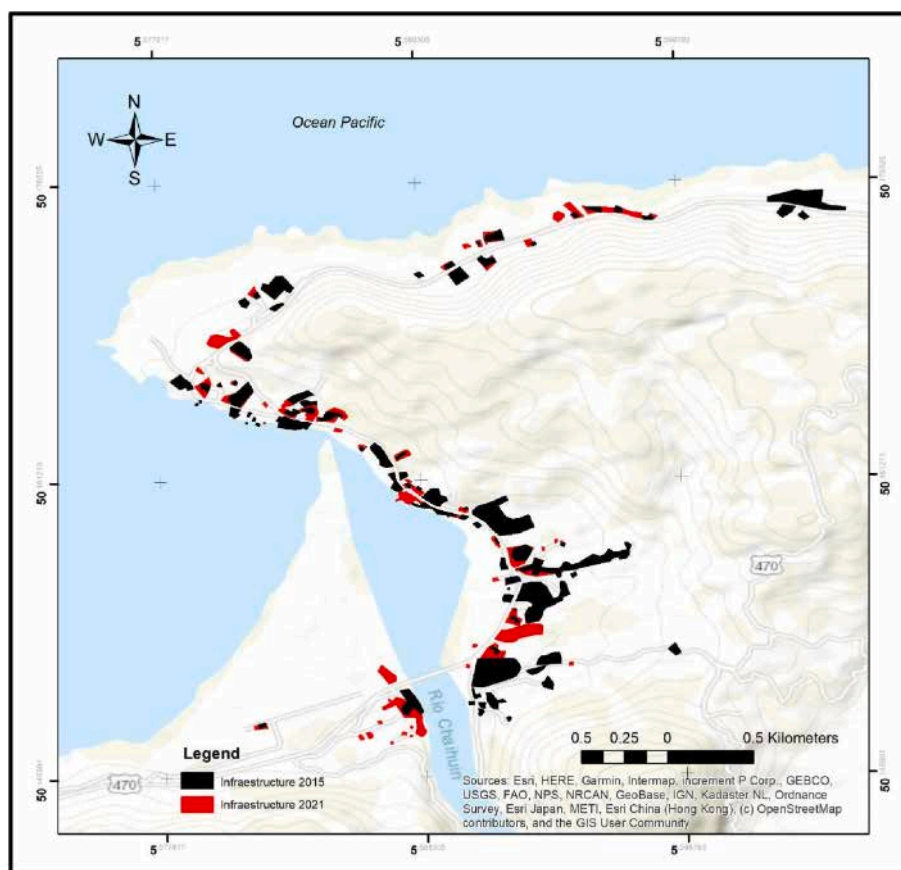 N
W E
S
Ocean Pacific
470
Rio Chaihuin
0.5 0.25 0 0.5 Kilometers
Legend
Infraestructure 2015
Infraestructure 2021
470
Sources: Esri, HERE, Garmin, Intermap, increment P Corp., GEBCO,
USGS, FAO, NPS, NRCAN, GeoBase, IGN, Kadaster NL, Ordnance
Survey, Esri Japan, METI, Esri China (Hong Kong), (c) OpenStreetMap
contributors, and the GIS User Community